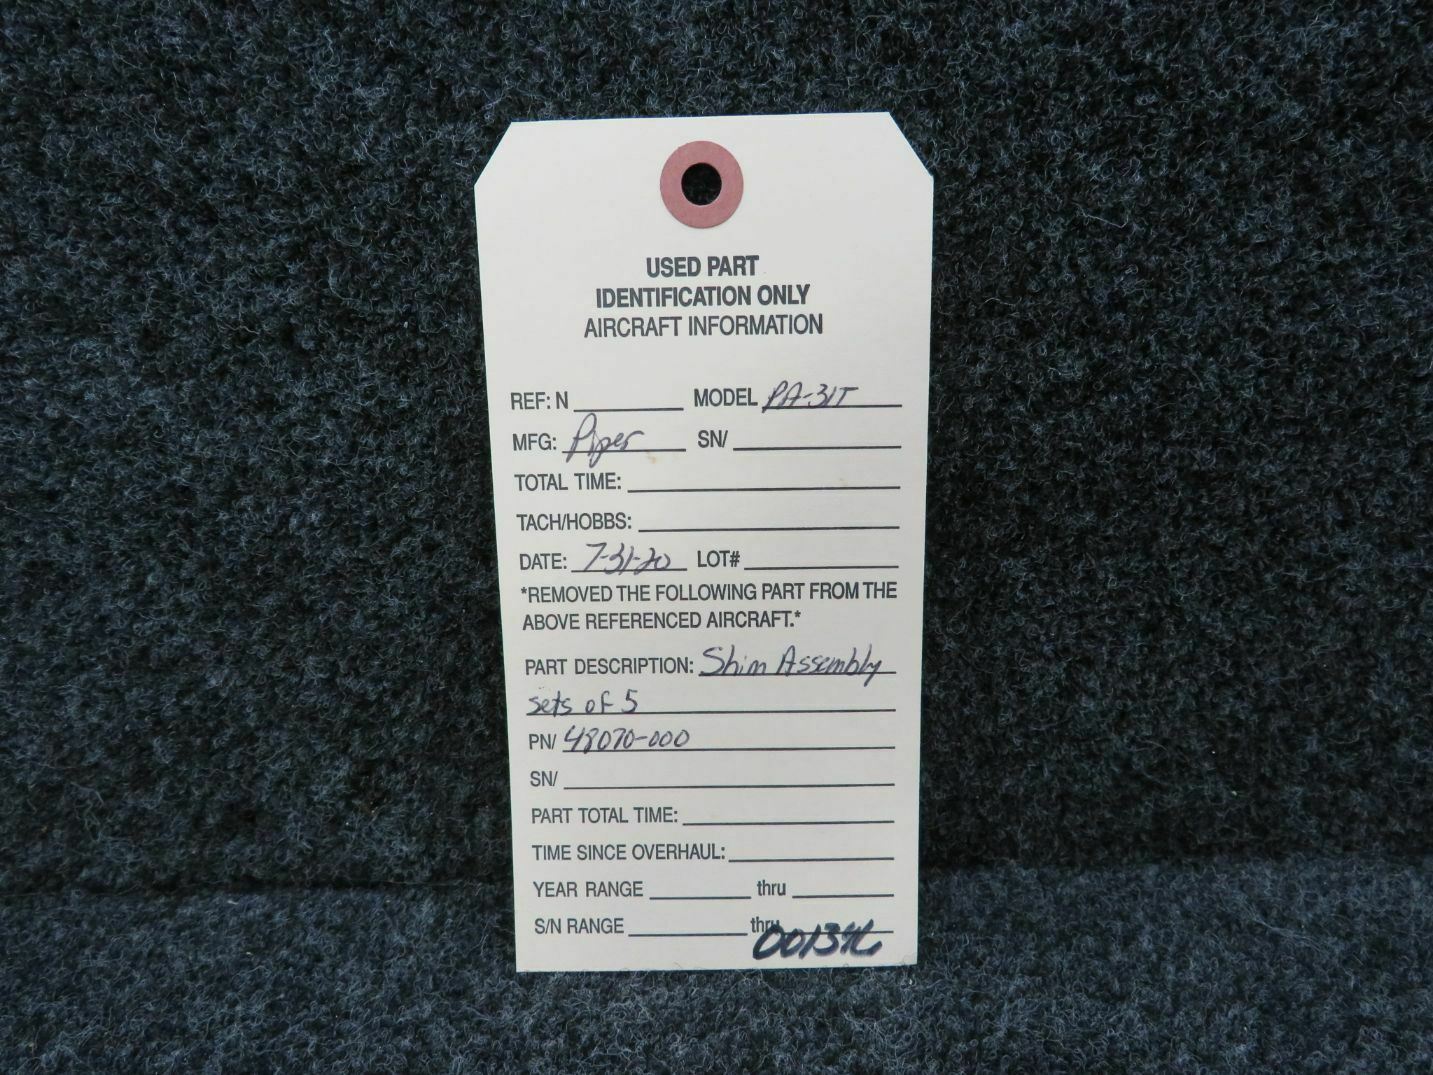 USED PART
IDENTIFICATION ONLY
AIRCRAFT INFORMATION
REF: N MODEL PA-31T
MFG: Piper SN/
TOTAL TIME:
TACH/HOBBS:
DATE: 7-31-20 LOT#
*REMOVED THE FOLLOWING PART FROM THE
ABOVE REFERENCED AIRCRAFT.*
PART DESCRIPTION: Shim Assembly
sets of 5
PN/ 48070-000
SN/
PART TOTAL TIME:
TIME SINCE OVERHAUL:
YEAR RANGE thru
S/N RANGE thru